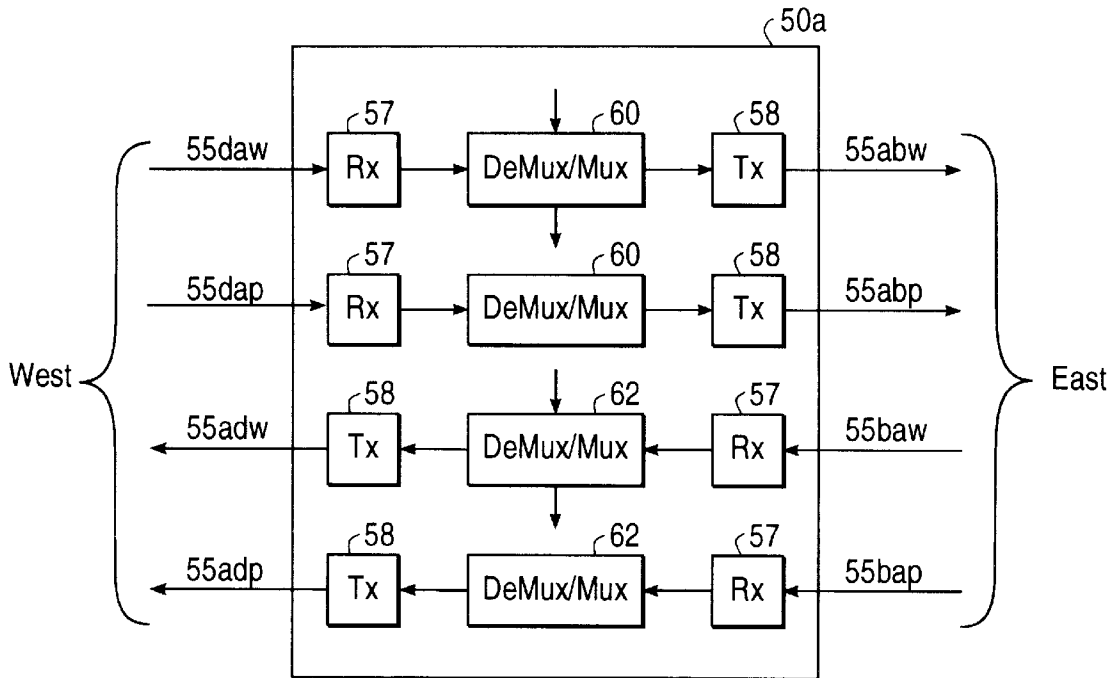 50a
57 60 58
55daw Rx DeMux/Mux Tx 55abw
57 60 58
55dap Rx DeMux/Mux Tx 55abp
West East
58 62 57
55adw Tx DeMux/Mux Rx 55baw
58 62 57
55adp Tx DeMux/Mux Rx 55bap